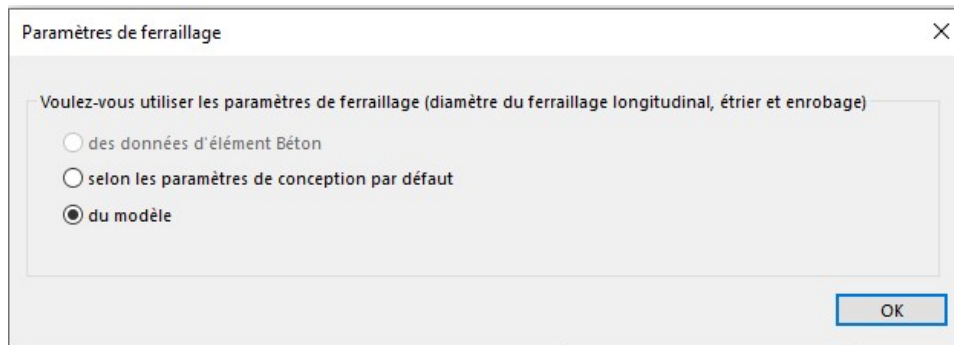 Paramètres de ferraillage
Voulez-vous utiliser les paramètres de ferraillage (diamètre du ferraillage longitudinal, étrier et enrobage)
des données d'élément Béton
selon les paramètres de conception par défaut
du modèle
OK